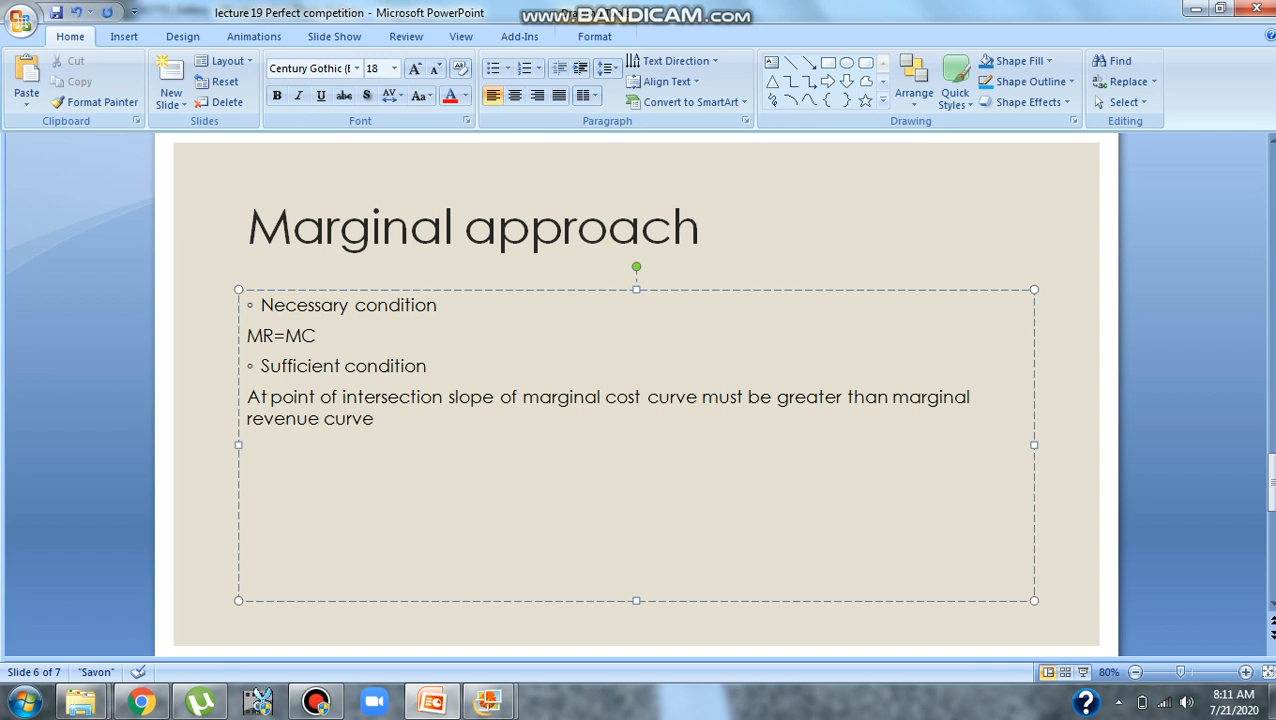 lecture 19 Perfect competition - Microsoft PowerPoint
www.BANDICAM.com
Home Insert Design Animations Slide Show Review View Add-Ins Format
Paste
Cut
Copy
Format Painter
Clipboard
New Slide
Layout
Reset
Delete
Slides
Century Gothic (E 18
B I U abc S AV Aa A
Font
Text Direction
Align Text
Convert to SmartArt
Paragraph
Arrange
Quick Styles
Shape Fill
Shape Outline
Shape Effects
Drawing
Find
Replace
Select
Editing
Marginal approach
◦ Necessary condition
MR=MC
◦ Sufficient condition
At point of intersection slope of marginal cost curve must be greater than marginal
revenue curve
Slide 6 of 7 "Savon" 80%
8:11 AM
7/21/2020